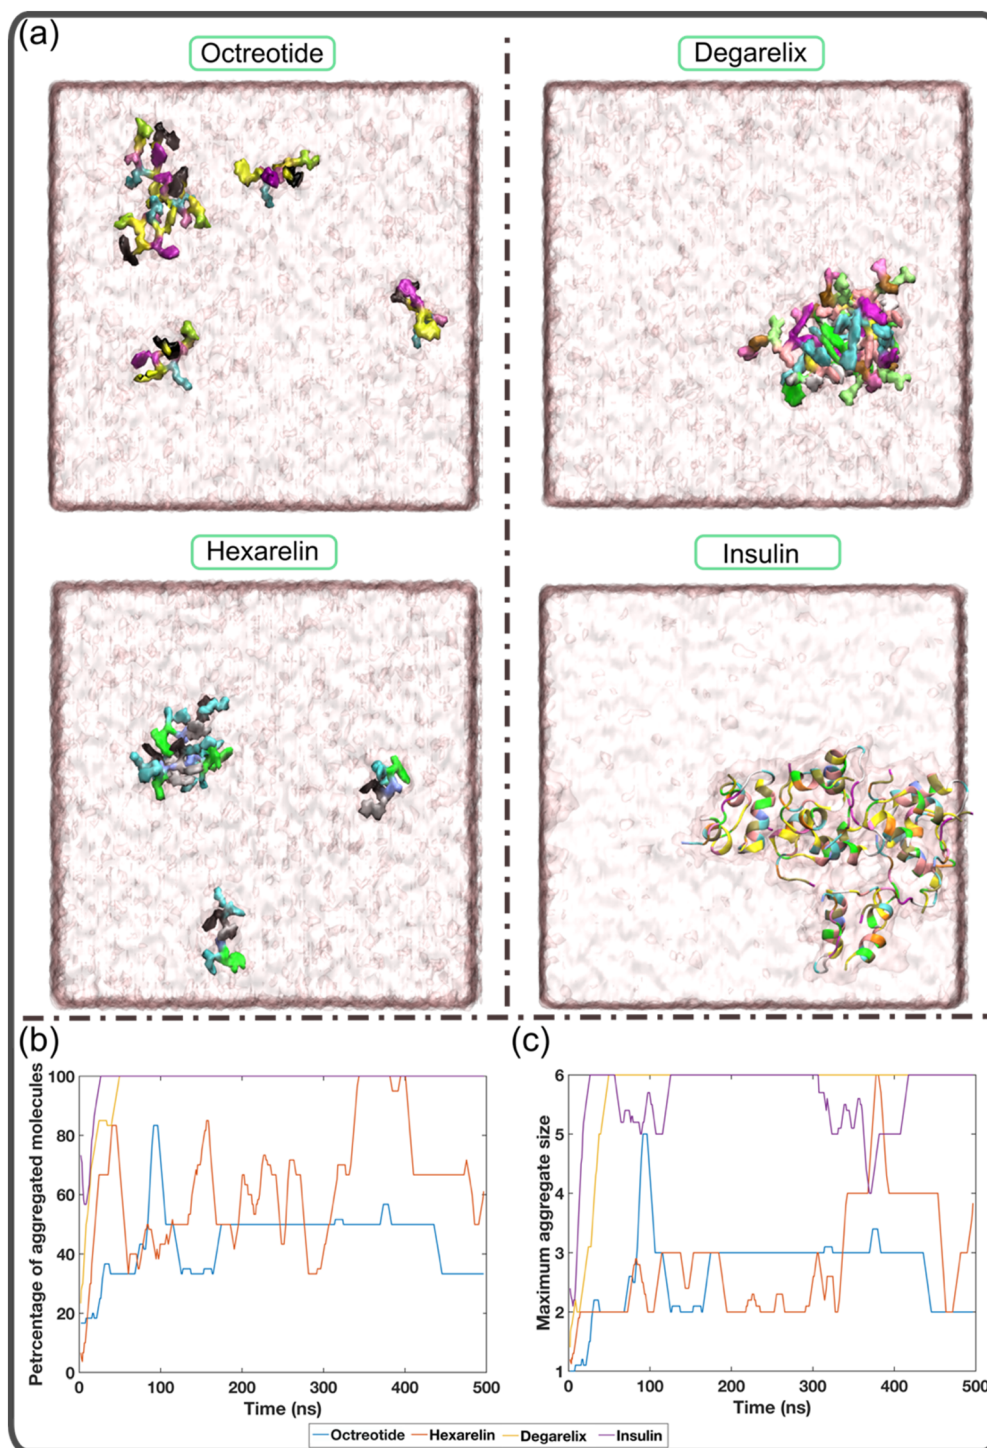 (a)
Octreotide
Degarelix
Hexarelin
Insulin
(b)
Petrcentage of aggregated molecules
100
80
60
40
20
0
0 100 200 300 400 500
Time (ns)
(c)
Maximum aggregate size
6
5
4
3
2
1
0 100 200 300 400 500
Time (ns)
Octreotide Hexarelin Degarelix Insulin